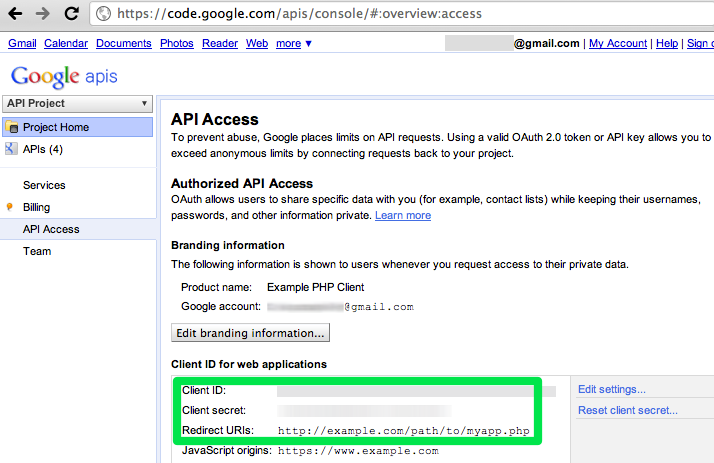 https://code.google.com/apis/console/#:overview:access
Gmail Calendar Documents Photos Reader Web more ▼
@gmail.com | My Account | Help | Sign
Google apis
API Project
Project Home
APIs (4)
Services
Billing
API Access
Team
API Access
To prevent abuse, Google places limits on API requests. Using a valid OAuth 2.0 token or API key allows you to
exceed anonymous limits by connecting requests back to your project.
Authorized API Access
OAuth allows users to share specific data with you (for example, contact lists) while keeping their usernames,
passwords, and other information private. Learn more
Branding information
The following information is shown to users whenever you request access to their private data.
Product name: Example PHP Client
Google account: @gmail.com
Edit branding information...
Client ID for web applications
Client ID:
Client secret:
Redirect URIs: http://example.com/path/to/myapp.php
JavaScript origins: https://www.example.com
Edit settings...
Reset client secret...